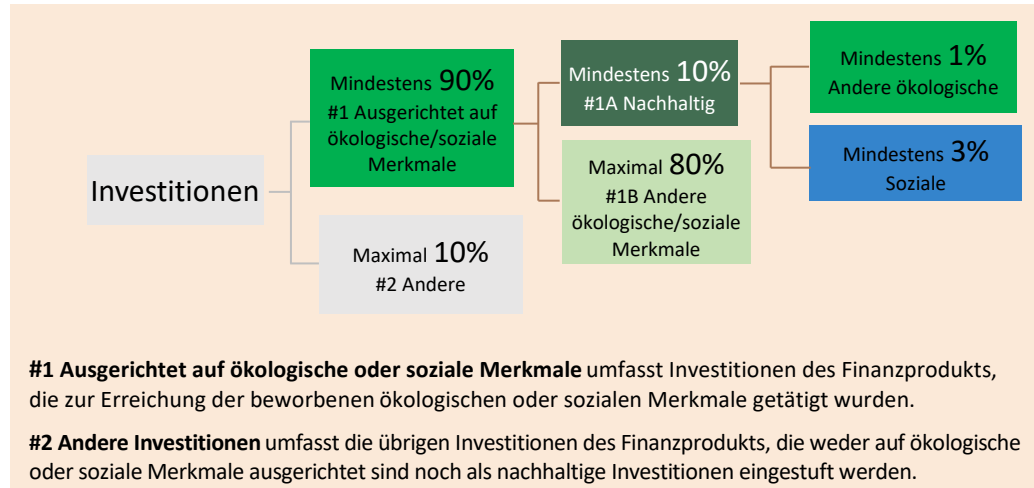 Investitionen
Mindestens 90%
#1 Ausgerichtet auf
ökologische/soziale
Merkmale
Maximal 10%
#2 Andere
Mindestens 10%
#1A Nachhaltig
Maximal 80%
#1B Andere
ökologische/soziale
Merkmale
Mindestens 1%
Andere ökologische
Mindestens 3%
Soziale
#1 Ausgerichtet auf ökologische oder soziale Merkmale umfasst Investitionen des Finanzprodukts,
die zur Erreichung der beworbenen ökologischen oder sozialen Merkmale getätigt wurden.
#2 Andere Investitionen umfasst die übrigen Investitionen des Finanzprodukts, die weder auf ökologische
oder soziale Merkmale ausgerichtet sind noch als nachhaltige Investitionen eingestuft werden.